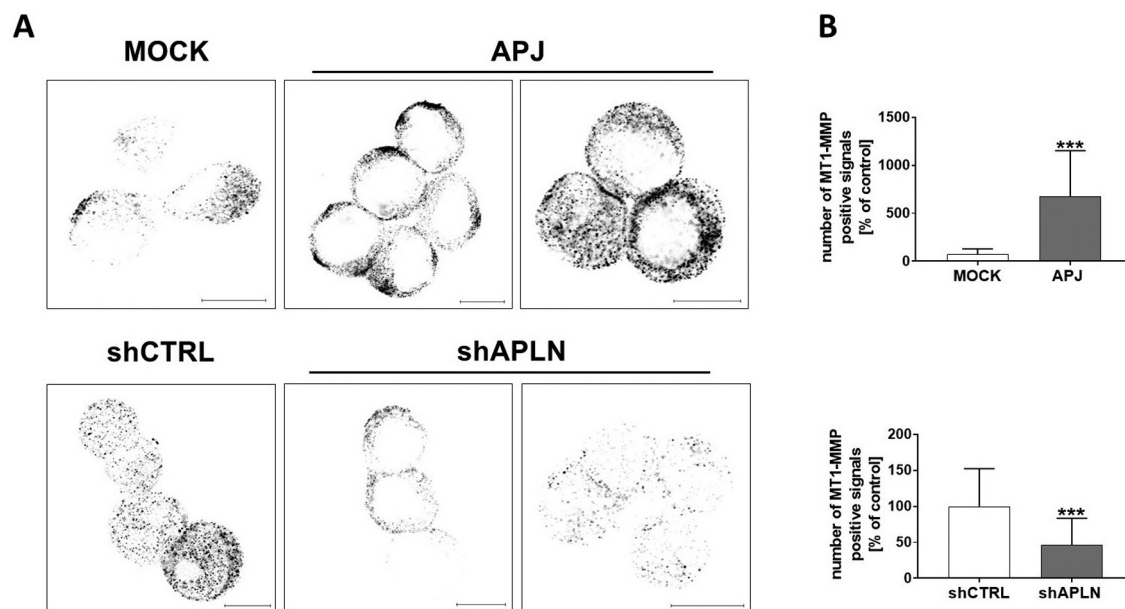 A
MOCK
APJ
shCTRL
shAPLN
B
number of MT1-MMP
positive signals
[% of control]
1500
1000
500
0
***
MOCK
APJ
number of MT1-MMP
positive signals
[% of control]
200
150
100
50
0
***
shCTRL
shAPLN